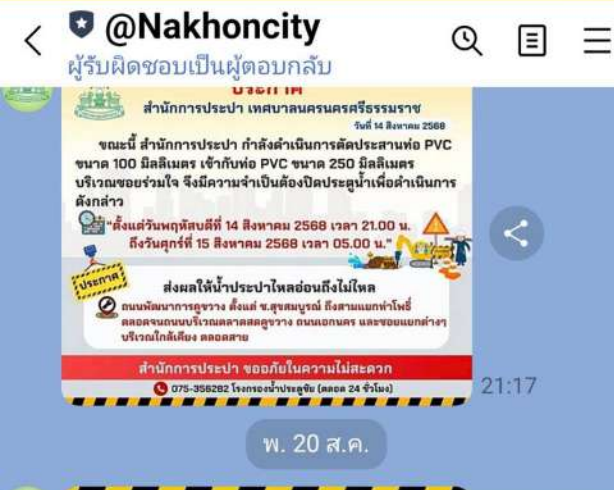 @Nakhoncity
ผู้รับผิดชอบเป็นผู้ตอบกลับ
ประกาศ
สำนักการประปา เทศบาลนครนครศรีธรรมราช
วันที่ 14 สิงหาคม 2568
ขณะนี้ สำนักการประปา กำลังดำเนินการตัดประสานท่อ PVC
ขนาด 100 มิลลิเมตร เข้ากับท่อ PVC ขนาด 250 มิลลิเมตร
บริเวณซอยร่วมใจ จึงมีความจำเป็นต้องปิดประตูน้ำเพื่อดำเนินการ
ดังกล่าว
"ตั้งแต่วันพฤหัสบดีที่ 14 สิงหาคม 2568 เวลา 21.00 น.
ถึงวันศุกร์ที่ 15 สิงหาคม 2568 เวลา 05.00 น."
ประกาศ
ส่งผลให้น้ำประปาไหลอ่อนถึงไม่ไหล
ถนนพัฒนาการคูขวาง ตั้งแต่ ซ.สุขสมบูรณ์ ถึงสามแยกท่าโพธิ์
ตลอดจนถนนบริเวณตลาดสดคูขวาง ถนนเอกนคร และซอยแยกต่างๆ
บริเวณใกล้เคียง ตลอดสาย
สำนักการประปา ขออภัยในความไม่สะดวก
075-356282 โรงกรองน้ำประตูชัย (ตลอด 24 ชั่วโมง)
21:17
พ. 20 ส.ค.